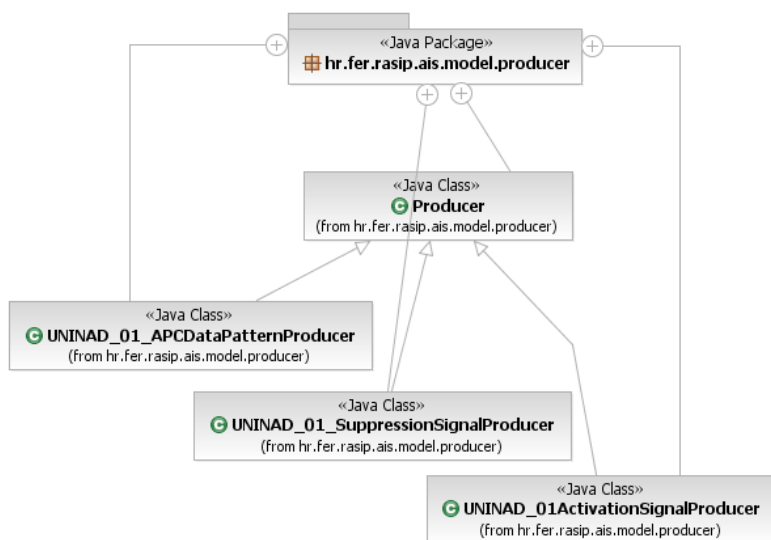 «Java Package»
hr.fer.rasip.ais.model.producer
«Java Class»
Producer
(from hr.fer.rasip.ais.model.producer)
«Java Class»
UNINAD_01_APCDataPatternProducer
(from hr.fer.rasip.ais.model.producer)
«Java Class»
UNINAD_01_SuppressionSignalProducer
(from hr.fer.rasip.ais.model.producer)
«Java Class»
UNINAD_01ActivationSignalProducer
(from hr.fer.rasip.ais.model.producer)